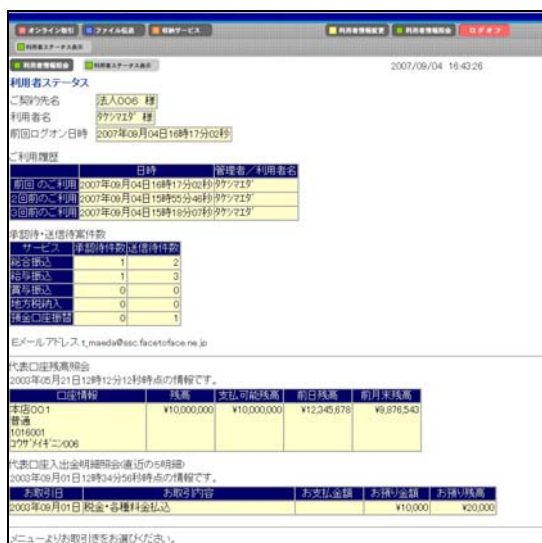 オンライン取引 ファイル伝送 収納サービス 利用者情報変更 利用者情報照会 ログオフ
利用者ステータス表示
利用者情報照会 利用者ステータス表示 2007/09/04 16:43:26
利用者ステータス
ご契約先名 法人006 様
利用者名 タケシマエダ 様
前回ログオン日時 2007年09月04日16時17分02秒
ご利用履歴
日時 管理者/利用者名
前回 のご利用 2007年09月04日16時17分02秒 タケシマエダ
2回前のご利用 2007年09月04日15時55分46秒 タケシマエダ
3回前のご利用 2007年09月04日15時18分07秒 タケシマエダ
承認待・送信待案件数
サービス 承認待件数 送信待件数
総合振込 1 2
給与振込 1 3
賞与振込 0 0
地方税納入 0 0
預金口座振替 0 1
Eメールアドレス t_maeda@ssc.facetoface.ne.jp
代表口座残高照会
2003年05月21日12時12分12秒時点の情報です。
口座情報 残高 支払可能残高 前日残高 前月末残高
本店001 ¥10,000,000 ¥10,000,000 ¥12,345,678 ¥9,876,543
普通
1016001
コウザメイギニン006
代表口座入出金明細照会(直近の5明細)
2003年09月01日12時34分56秒時点の情報です。
お取引日 お取引内容 お支払金額 お預り金額 お預り残高
2003年09月01日 税金・各種料金払込 ¥10,000 ¥20,000
メニューよりお取引きをお選びください。